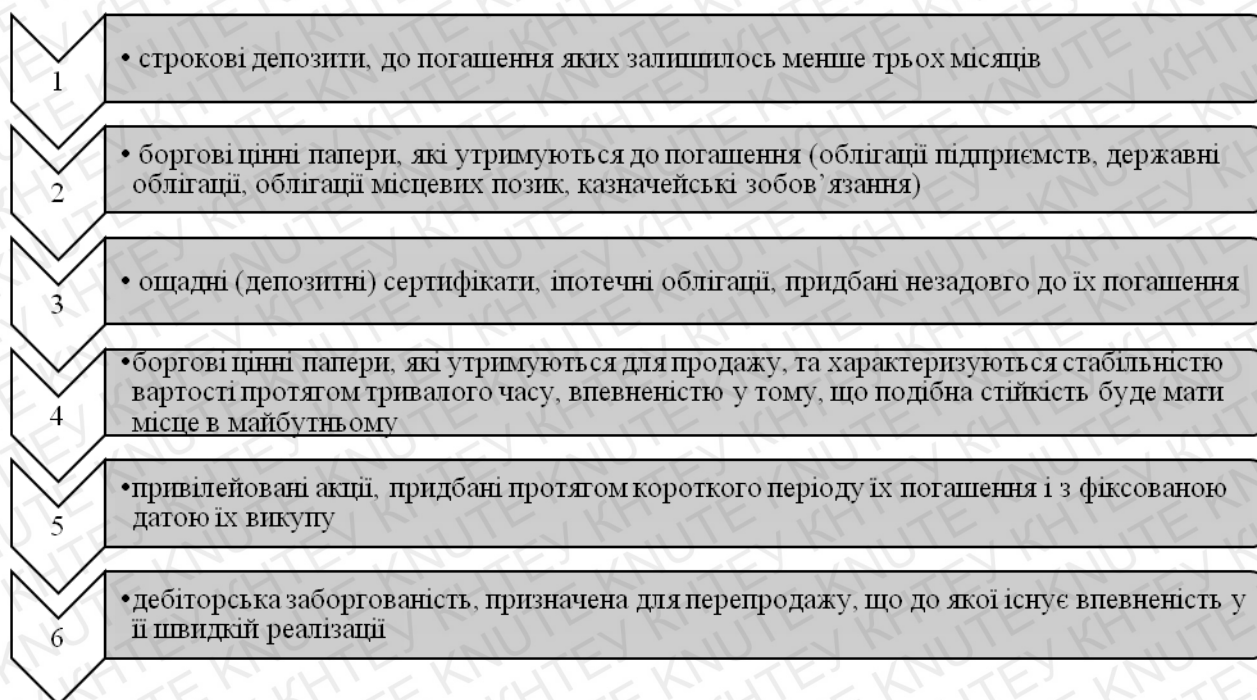 1
• строкові депозити, до погашення яких залишилось менше трьох місяців
2
• боргові цінні папери, які утримуються до погашення (облігації підприємств, державні
облігації, облігації місцевих позик, казначейські зобов’язання)
3
• ощадні (депозитні) сертифікати, іпотечні облігації, придбані незадовго до їх погашення
4
•боргові цінні папери, які утримуються для продажу, та характеризуються стабільністю
вартості протягом тривалого часу, впевненістю у тому, що подібна стійкість буде мати
місце в майбутньому
5
•привілейовані акції, придбані протягом короткого періоду їх погашення і з фіксованою
датою їх викупу
6
•дебіторська заборгованість, призначена для перепродажу, що до якої існує впевненість у
її швидкій реалізації